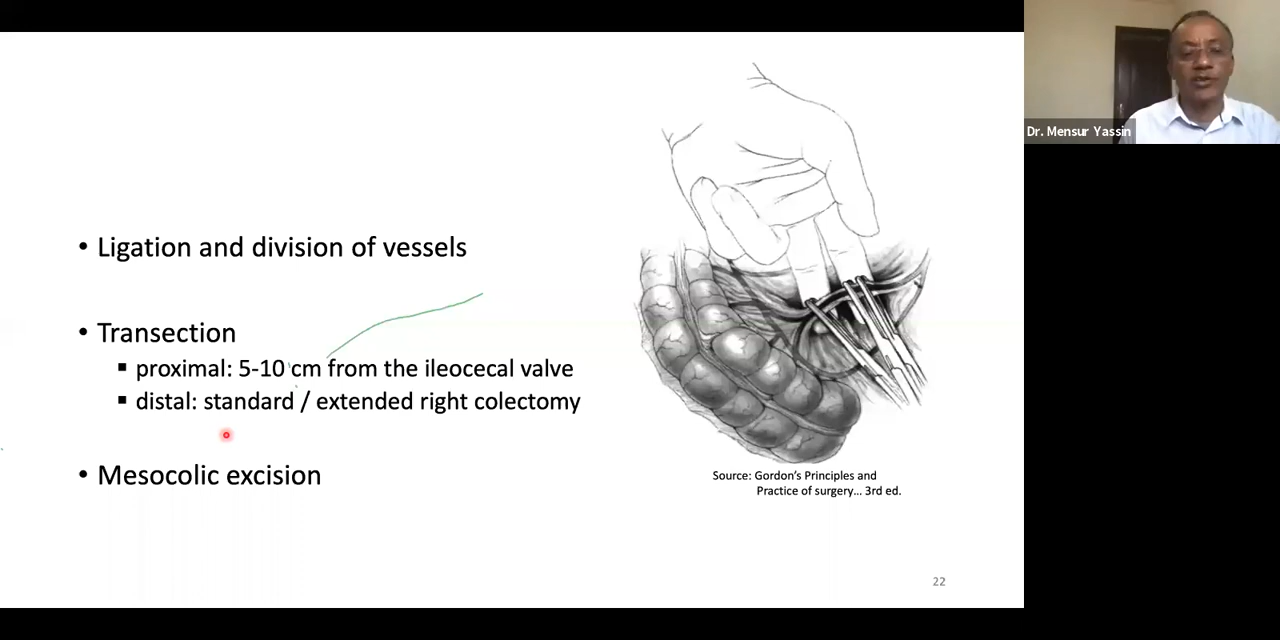 • Ligation and division of vessels
• Transection
▪ proximal: 5-10 cm from the ileocecal valve
▪ distal: standard / extended right colectomy
• Mesocolic excision
Source: Gordon's Principles and
Practice of surgery... 3rd ed.
22
Dr. Mensur Yassin